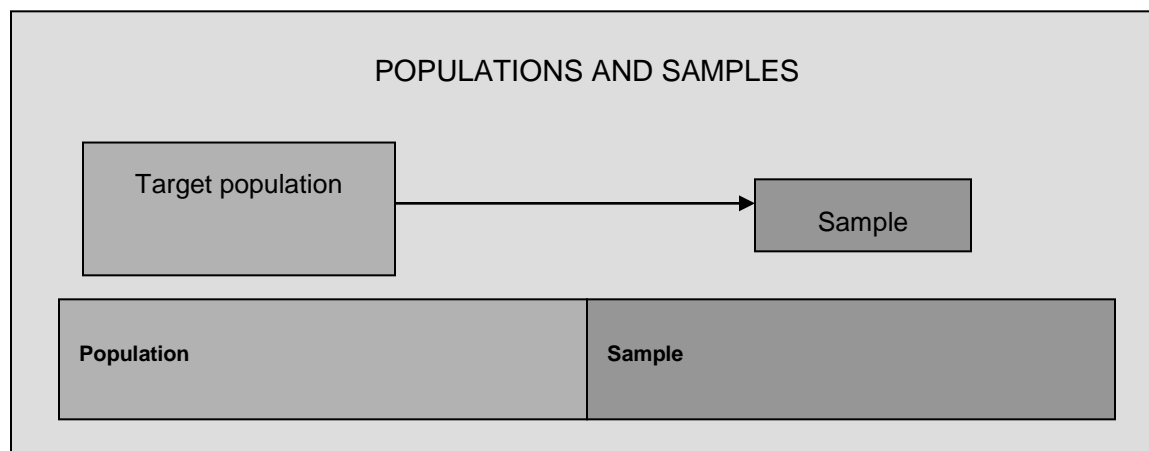 POPULATIONS AND SAMPLES
Target population
Sample
Population
Sample